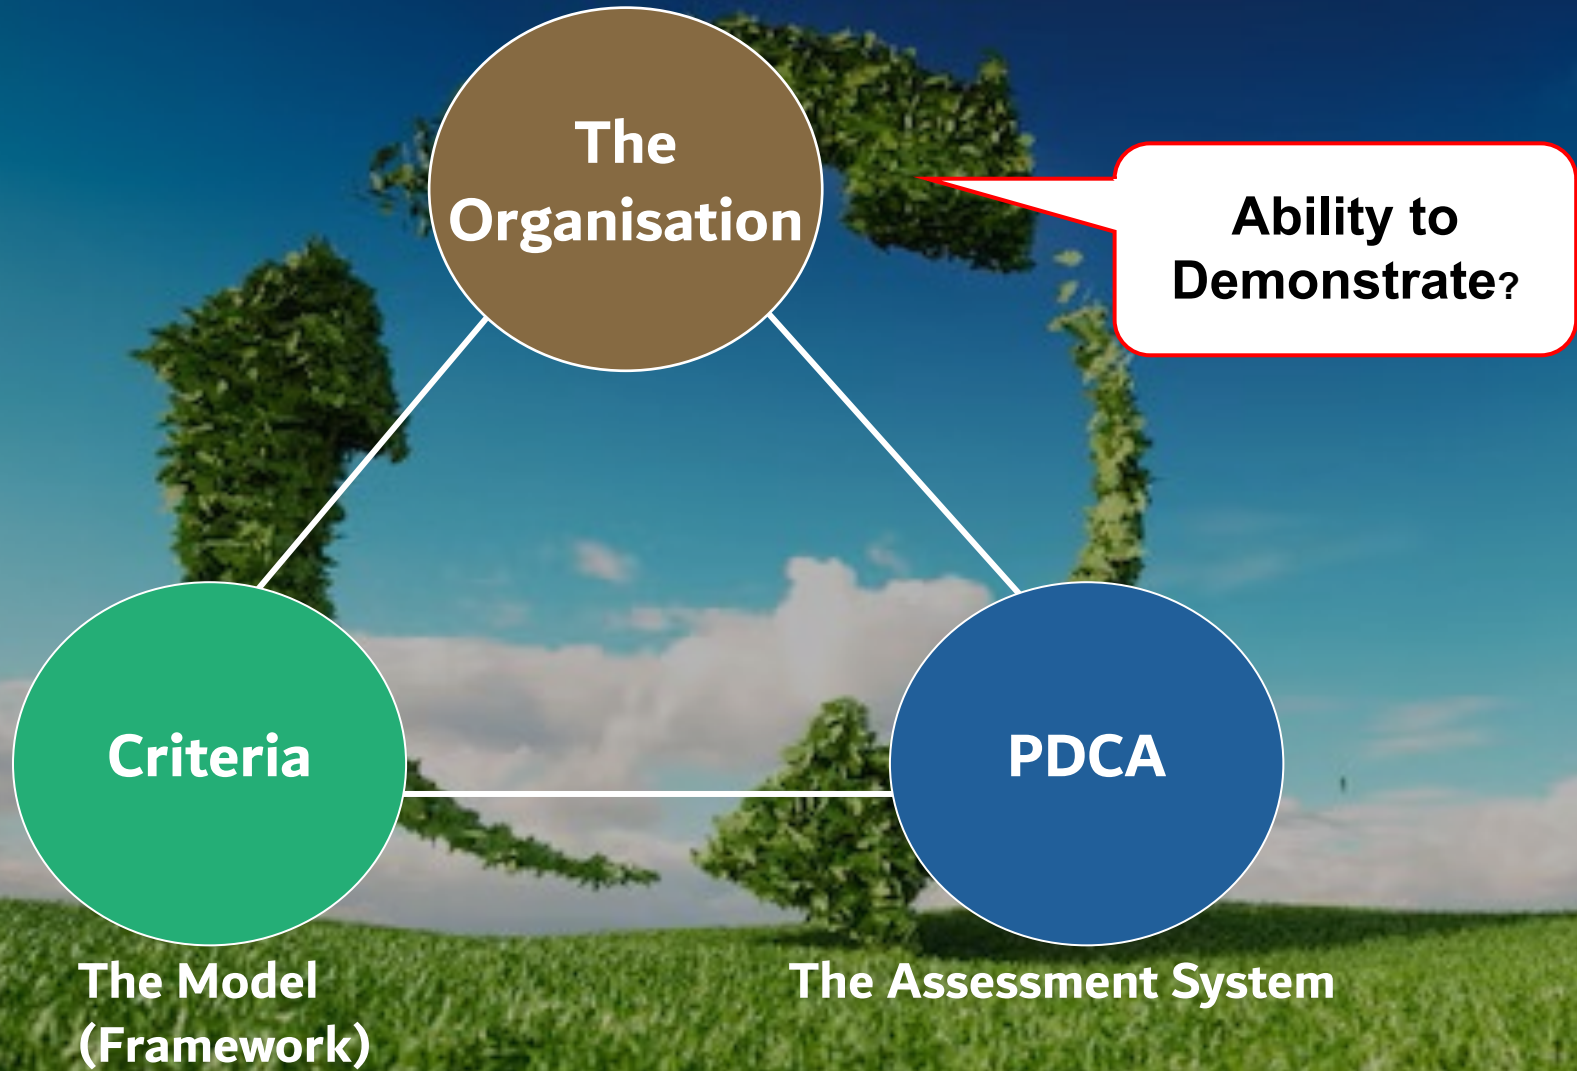 The
Organisation
Ability to
Demonstrate?
Criteria
PDCA
The Model
(Framework)
The Assessment System